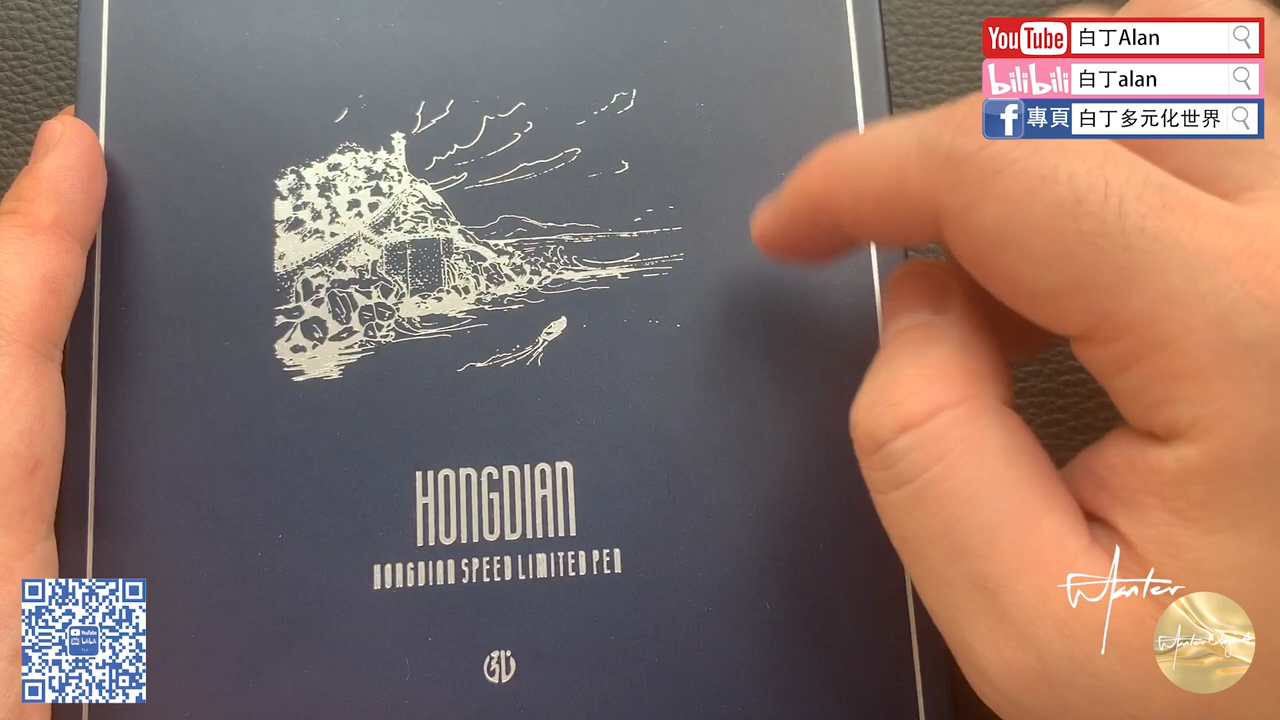 YouTube 白丁Alan
bilibili 白丁alan
f 專頁 白丁多元化世界
HONGDIAN
HONGDIAN SPEED LIMITED PEN
Wanter